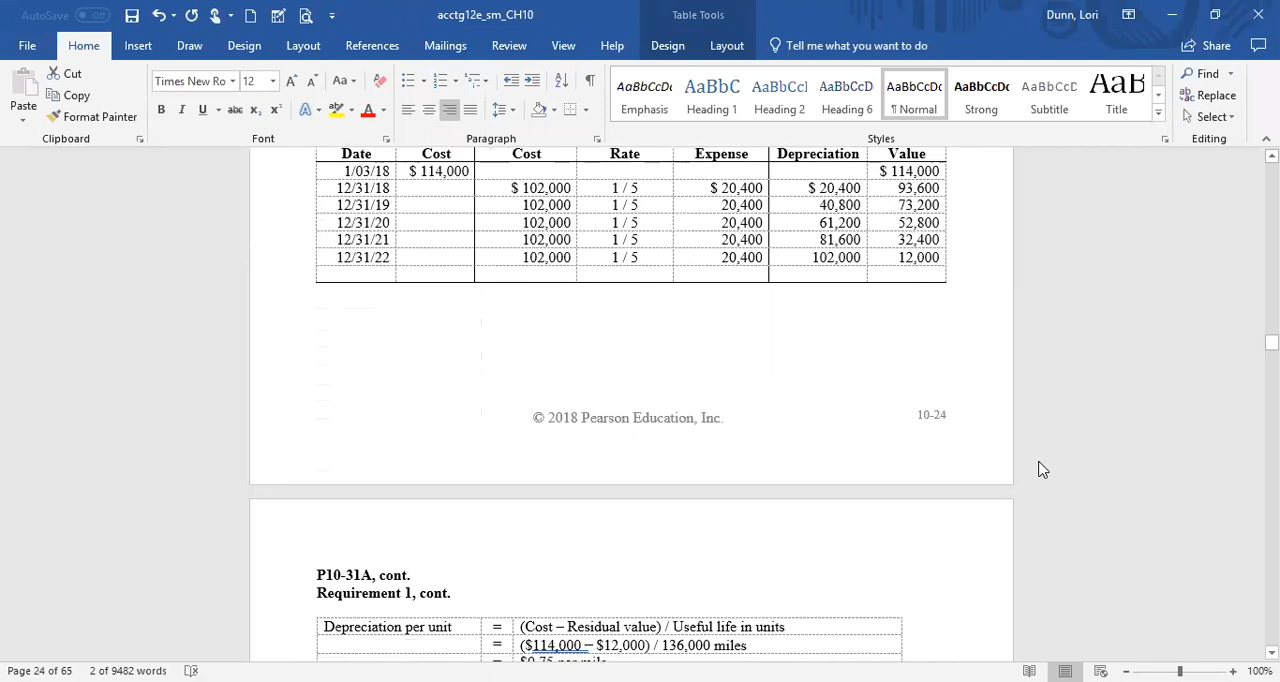 AutoSave Off
acctg12e_sm_CH10
Table Tools
Dunn, Lori
File Home Insert Draw Design Layout References Mailings Review View Help Design Layout Tell me what you want to do Share
Paste
Cut
Copy
Format Painter
Clipboard
Times New Ro 12
Font
Paragraph
AaBbCcDc AaBbC AaBbCcI AaBbCcD AaBbCcDc AaBbCcDc AaBbCcD AaB
Emphasis Heading 1 Heading 2 Heading 6 ¶ Normal Strong Subtitle Title
Styles
Find
Replace
Select
Editing
Date Cost Cost Rate Expense Depreciation Value
1/03/18 $ 114,000 $ 114,000
12/31/18 $ 102,000 1 / 5 $ 20,400 $ 20,400 93,600
12/31/19 102,000 1 / 5 20,400 40,800 73,200
12/31/20 102,000 1 / 5 20,400 61,200 52,800
12/31/21 102,000 1 / 5 20,400 81,600 32,400
12/31/22 102,000 1 / 5 20,400 102,000 12,000
© 2018 Pearson Education, Inc.
10-24
P10-31A, cont.
Requirement 1, cont.
Depreciation per unit = (Cost – Residual value) / Useful life in units
= ($114,000 – $12,000) / 136,000 miles
= $0.75 per mile
Page 24 of 65 2 of 9482 words 100%